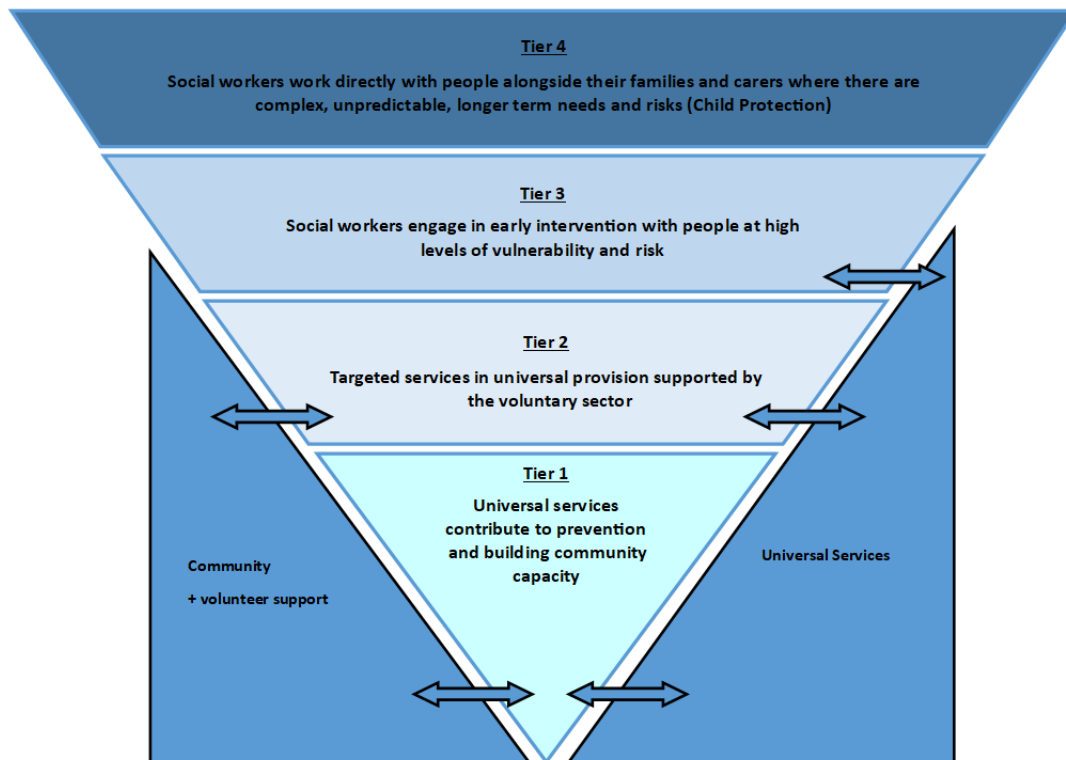 Tier 4
Social workers work directly with people alongside their families and carers where there are
complex, unpredictable, longer term needs and risks (Child Protection)
Tier 3
Social workers engage in early intervention with people at high
levels of vulnerability and risk
Tier 2
Targeted services in universal provision supported by
the voluntary sector
Tier 1
Universal services
contribute to prevention
and building community
capacity
Community
+ volunteer support
Universal Services